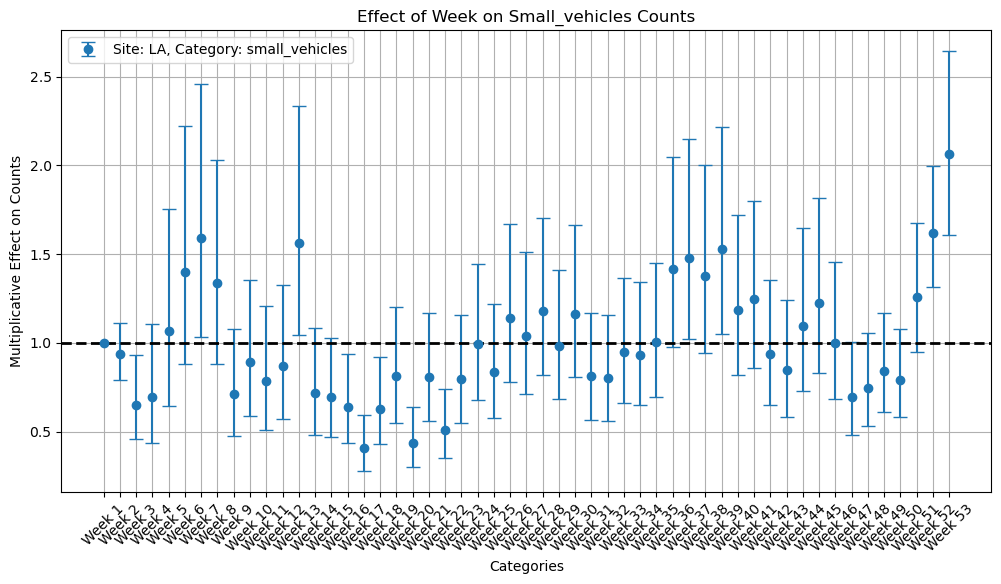 Effect of Week on Small_vehicles Counts
Site: LA, Category: small_vehicles
Multiplicative Effect on Counts
2.5
2.0
1.5
1.0
0.5
Week 1
Week 2
Week 3
Week 4
Week 5
Week 6
Week 7
Week 8
Week 9
Week 10
Week 11
Week 12
Week 13
Week 14
Week 15
Week 16
Week 17
Week 18
Week 19
Week 20
Week 21
Week 22
Week 23
Week 24
Week 25
Week 26
Week 27
Week 28
Week 29
Week 30
Week 31
Week 32
Week 33
Week 34
Week 35
Week 36
Week 37
Week 38
Week 39
Week 40
Week 41
Week 42
Week 43
Week 44
Week 45
Week 46
Week 47
Week 48
Week 49
Week 50
Week 51
Week 52
Week 53
Categories